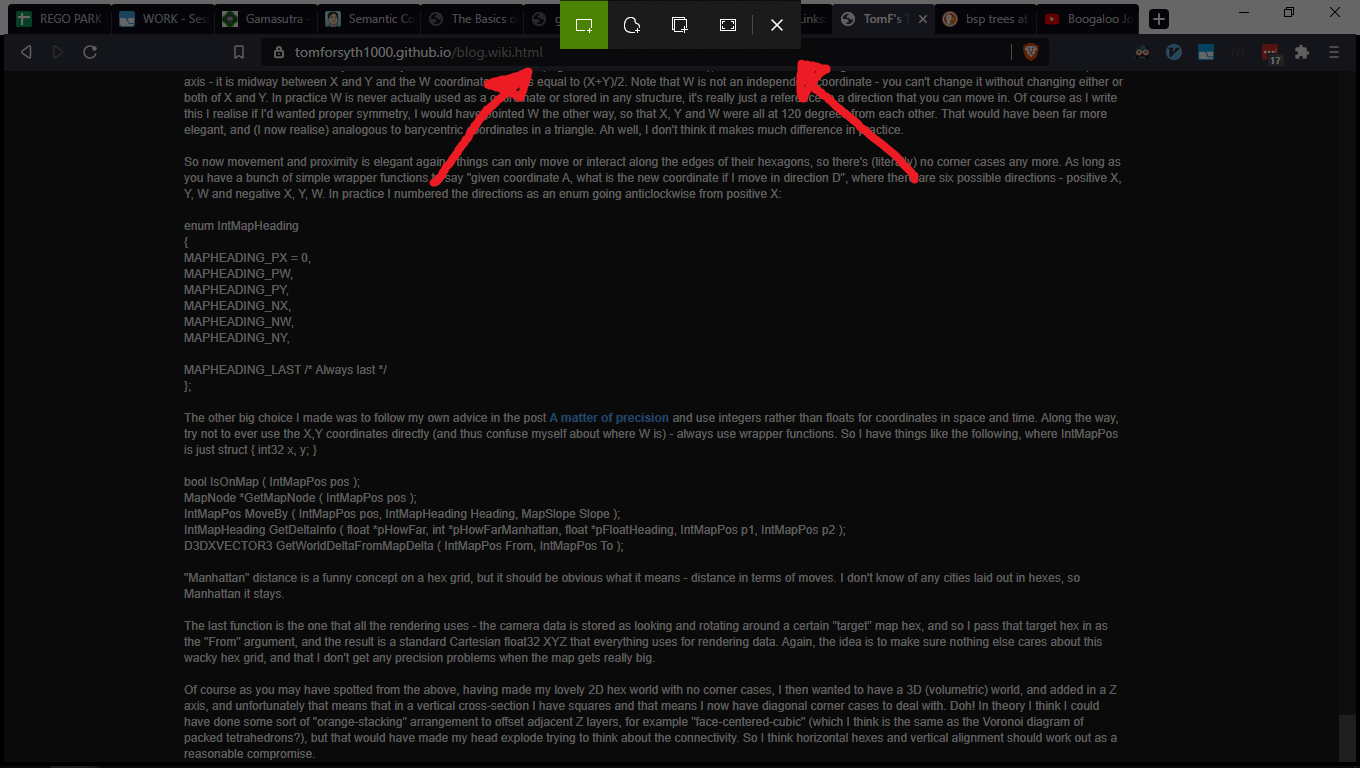 REGO PARK
WORK - Ses
Gamasutra -
Semantic Co
The Basics o
g
Links:
TomF's T
bsp trees at
Boogaloo Jo
tomforsyth1000.github.io/blog.wiki.html
17
axis - it is midway between X and Y and the W coordinate equal to (X+Y)/2. Note that W is not an independent coordinate - you can't change it without changing either or
both of X and Y. In practice W is never actually used as a coordinate or stored in any structure, it's really just a reference a direction that you can move in. Of course as I write
this I realise if I'd wanted proper symmetry, I would have pointed W the other way, so that X, Y and W were all at 120 degrees from each other. That would have been far more
elegant, and (I now realise) analogous to barycentric coordinates in a triangle. Ah well, I don't think it makes much difference in practice.
So now movement and proximity is elegant again things can only move or interact along the edges of their hexagons, so there's (literally) no corner cases any more. As long as
you have a bunch of simple wrapper functions say "given coordinate A, what is the new coordinate if I move in direction D", where there are six possible directions - positive X,
Y, W and negative X, Y, W. In practice I numbered the directions as an enum going anticlockwise from positive X:
enum IntMapHeading
{
MAPHEADING_PX = 0,
MAPHEADING_PW,
MAPHEADING_PY,
MAPHEADING_NX,
MAPHEADING_NW,
MAPHEADING_NY,
MAPHEADING_LAST /* Always last */
};
The other big choice I made was to follow my own advice in the post A matter of precision and use integers rather than floats for coordinates in space and time. Along the way,
try not to ever use the X,Y coordinates directly (and thus confuse myself about where W is) - always use wrapper functions. So I have things like the following, where IntMapPos
is just struct { int32 x, y; }
bool IsOnMap ( IntMapPos pos );
MapNode *GetMapNode ( IntMapPos pos );
IntMapPos MoveBy ( IntMapPos pos, IntMapHeading Heading, MapSlope Slope );
IntMapHeading GetDeltaInfo ( float *pHowFar, int *pHowFarManhattan, float *pFloatHeading, IntMapPos p1, IntMapPos p2 );
D3DXVECTOR3 GetWorldDeltaFromMapDelta ( IntMapPos From, IntMapPos To );
"Manhattan" distance is a funny concept on a hex grid, but it should be obvious what it means - distance in terms of moves. I don't know of any cities laid out in hexes, so
Manhattan it stays.
The last function is the one that all the rendering uses - the camera data is stored as looking and rotating around a certain "target" map hex, and so I pass that target hex in as
the "From" argument, and the result is a standard Cartesian float32 XYZ that everything uses for rendering data. Again, the idea is to make sure nothing else cares about this
wacky hex grid, and that I don't get any precision problems when the map gets really big.
Of course as you may have spotted from the above, having made my lovely 2D hex world with no corner cases, I then wanted to have a 3D (volumetric) world, and added in a Z
axis, and unfortunately that means that in a vertical cross-section I have squares and that means I now have diagonal corner cases to deal with. Doh! In theory I think I could
have done some sort of "orange-stacking" arrangement to offset adjacent Z layers, for example "face-centered-cubic" (which I think is the same as the Voronoi diagram of
packed tetrahedrons?), but that would have made my head explode trying to think about the connectivity. So I think horizontal hexes and vertical alignment should work out as a
reasonable compromise.